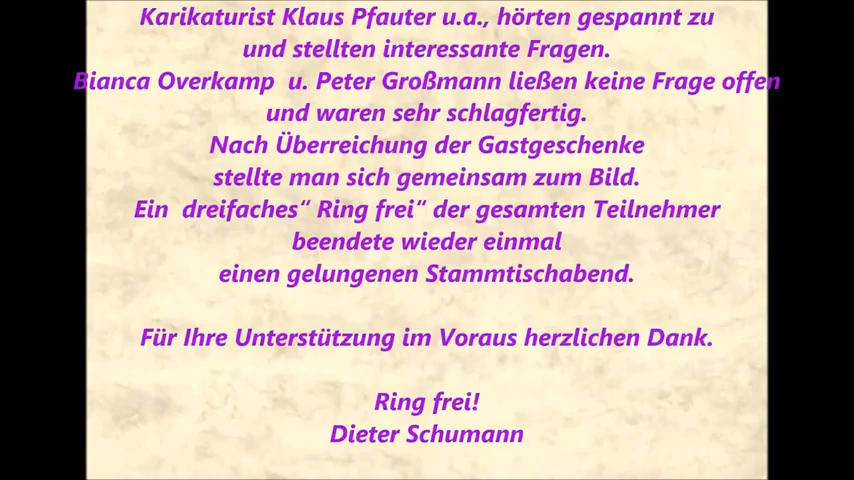 Karikaturist Klaus Pfauter u.a., hörten gespannt zu
und stellten interessante Fragen.
Bianca Overkamp u. Peter Großmann ließen keine Frage offen
und waren sehr schlagfertig.
Nach Überreichung der Gastgeschenke
stellte man sich gemeinsam zum Bild.
Ein dreifaches“ Ring frei“ der gesamten Teilnehmer
beendete wieder einmal
einen gelungenen Stammtischabend.
Für Ihre Unterstützung im Voraus herzlichen Dank.
Ring frei!
Dieter Schumann